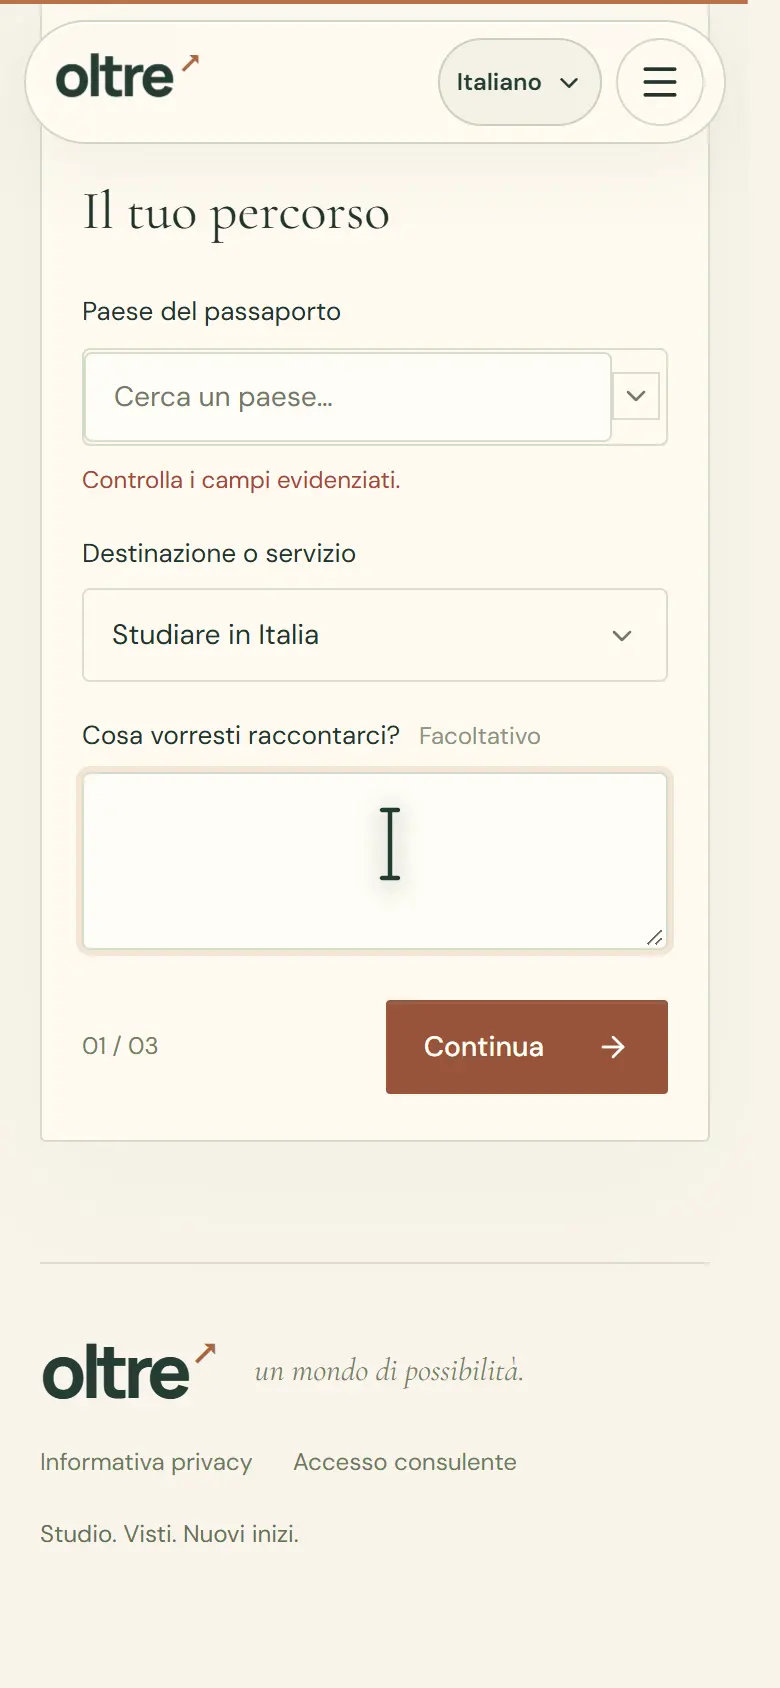 oltre
Italiano
Il tuo percorso
Paese del passaporto
Cerca un paese...
Controlla i campi evidenziati.
Destinazione o servizio
Studiare in Italia
Cosa vorresti raccontarci? Facoltativo
01 / 03
Continua
oltre
un mondo di possibilità.
Informativa privacy
Accesso consulente
Studio. Visti. Nuovi inizi.